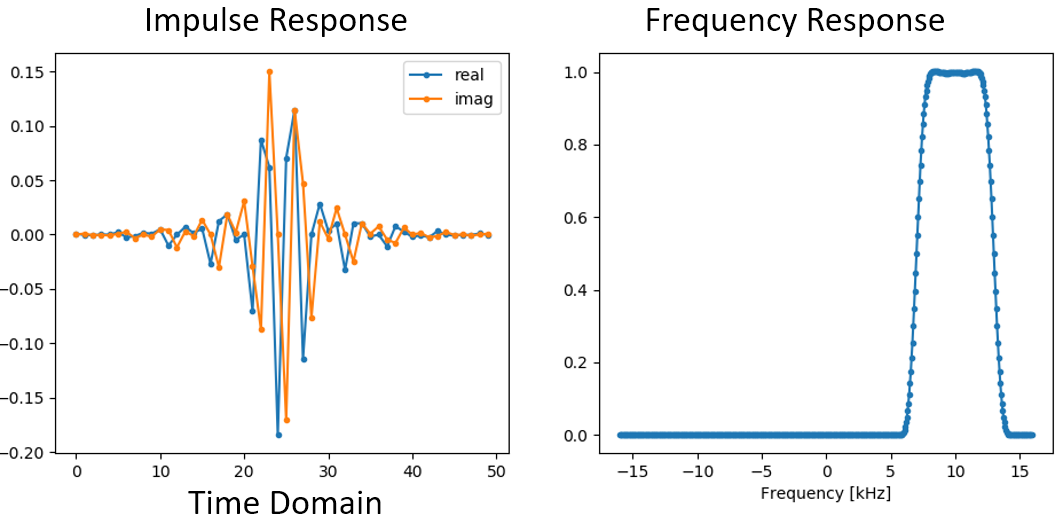 Impulse Response
0.15
0.10
0.05
0.00
−0.05
−0.10
−0.15
−0.20
real
imag
0 10 20 30 40 50
Time Domain
Frequency Response
1.0
0.8
0.6
0.4
0.2
0.0
−15 −10 −5 0 5 10 15
Frequency [kHz]